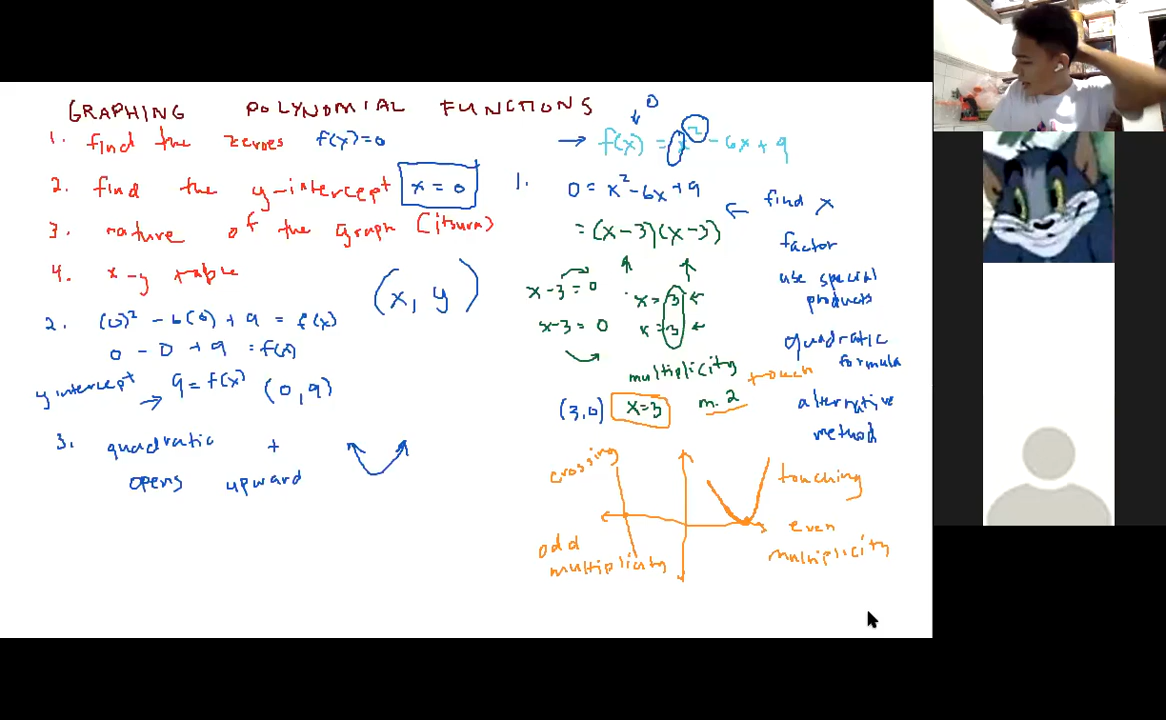 GRAPHING POLYNOMIAL FUNCTIONS
1. find the zeroes f(x)=0
2. find the y-intercept x = 0
3. nature of the graph (itsura)
4. x-y table
(x, y)
2. (0)² - 6(0) + 9 = f(x)
0 - 0 + 9 = f(x)
y intercept → 9 = f(x) (0,9)
3. quadratic +
opens upward
0
→ f(x) = x² - 6x + 9
1. 0 = x² - 6x + 9
= (x-3)(x-3)
x-3 = 0
x-3 = 0
x = 3 ←
x = 3 ←
multiplicity
(3,0) x=3 m. 2 touch
← find x
factor
use special
products
quadratic
formula
alternative
method
crossing
odd
multiplicity
touching
even
multiplicity